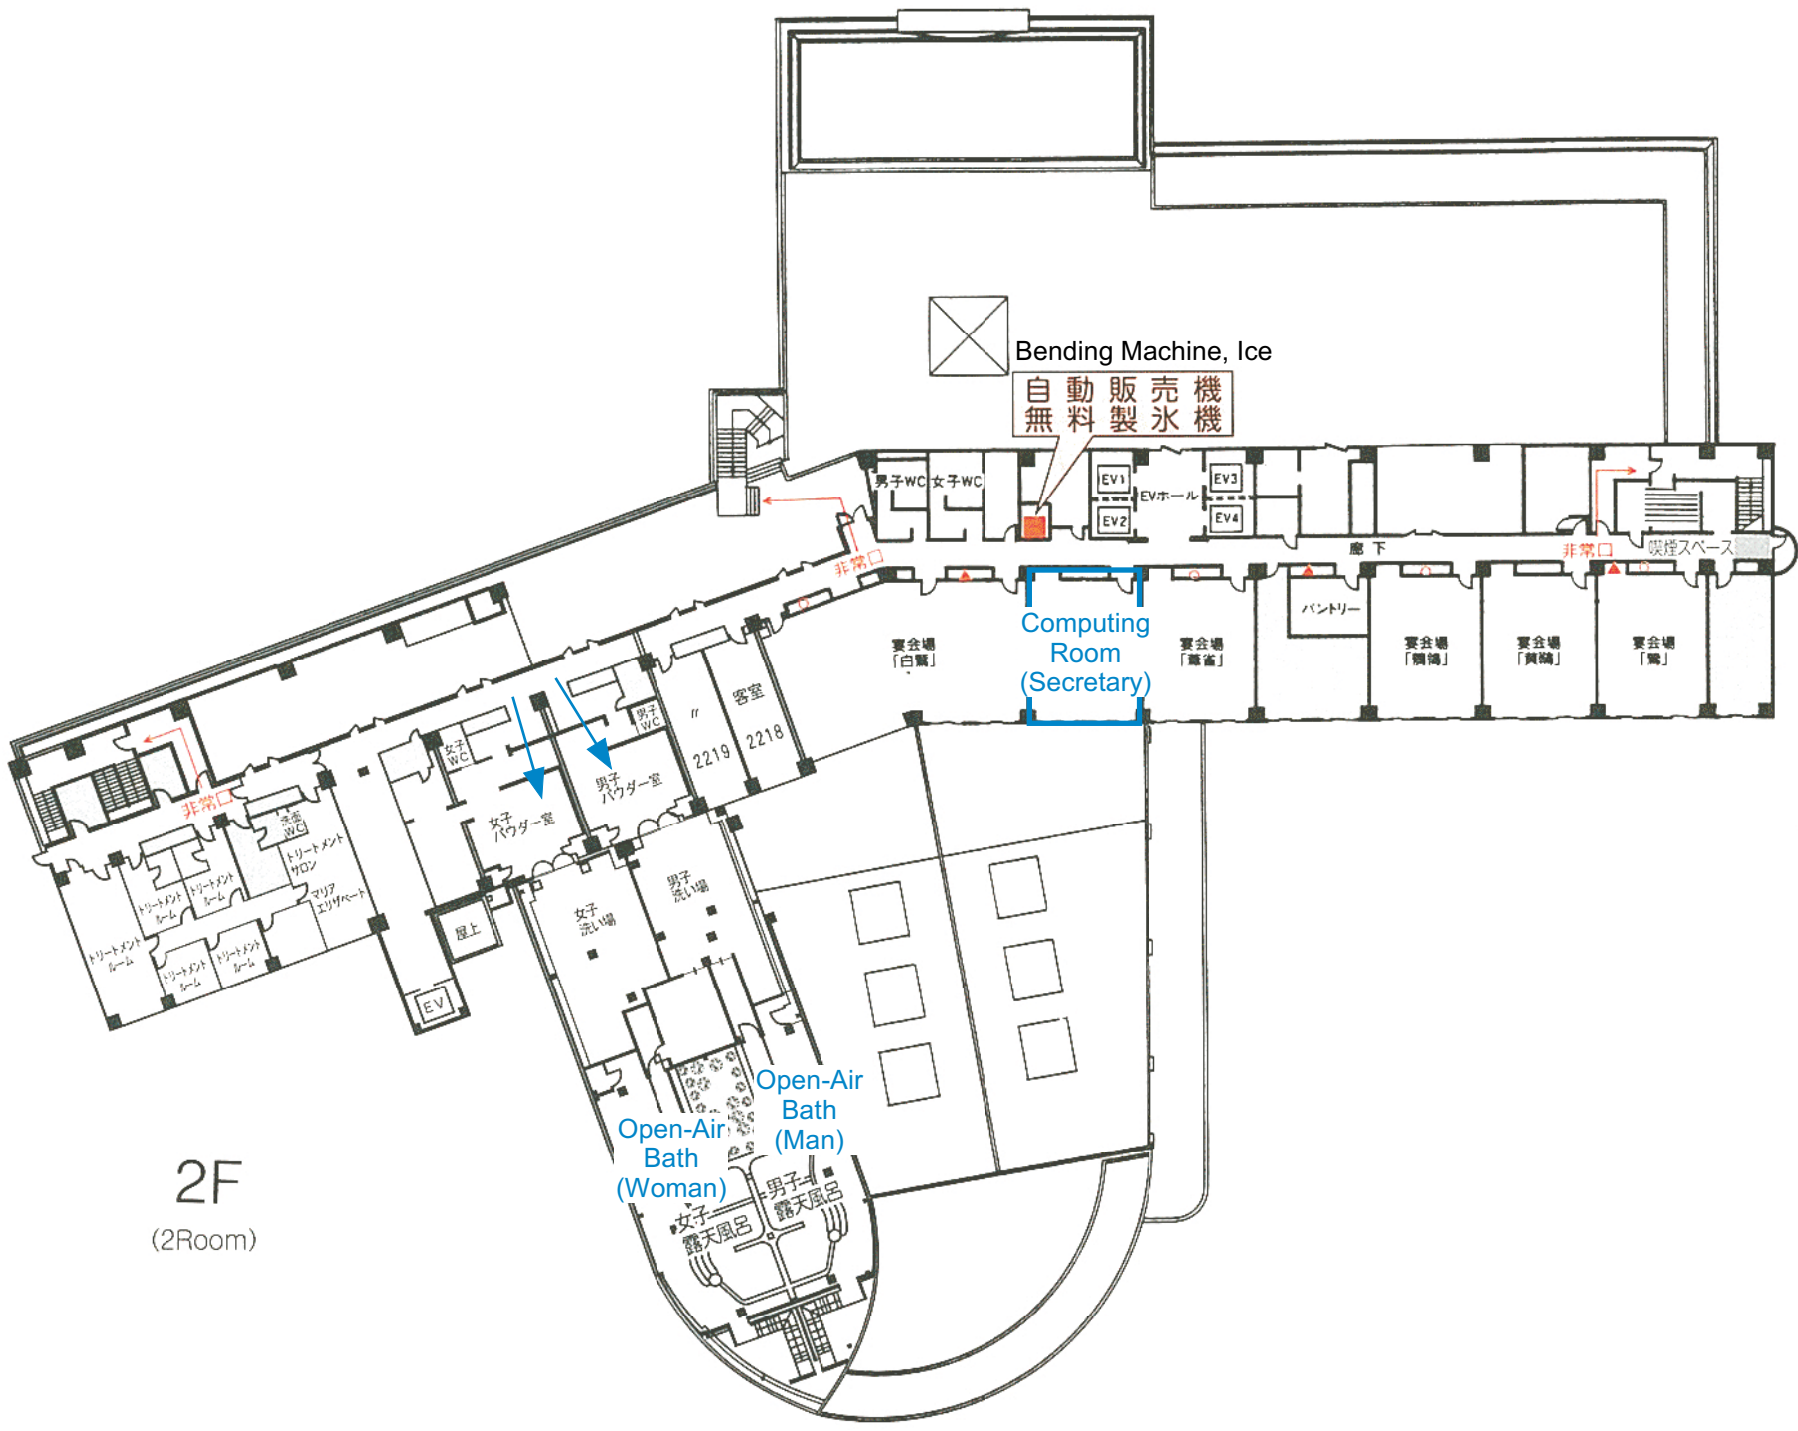 Bending Machine, Ice
自動販売機
無料製氷機
男子WC
女子WC
EV1
EV2
EVホール
EV3
EV4
廊下
非常口
喫煙スペース
非常口
宴会場
「白鷺」
Computing
Room
(Secretary)
宴会場
パントリー
宴会場
宴会場
宴会場
「鷺」
客室
2218
〃
2219
男子
WC
女子
WC
男子
パウダー室
女子
パウダー室
非常口
洗面
WC
トリートメント
サロン
マリア
エリザベート
トリートメント
ルーム
トリートメント
ルーム
トリートメント
ルーム
トリートメント
ルーム
トリートメント
ルーム
屋上
EV
男子
洗い場
女子
洗い場
Open-Air
Bath
(Man)
Open-Air
Bath
(Woman)
男子
露天風呂
女子
露天風呂
2F
(2Room)